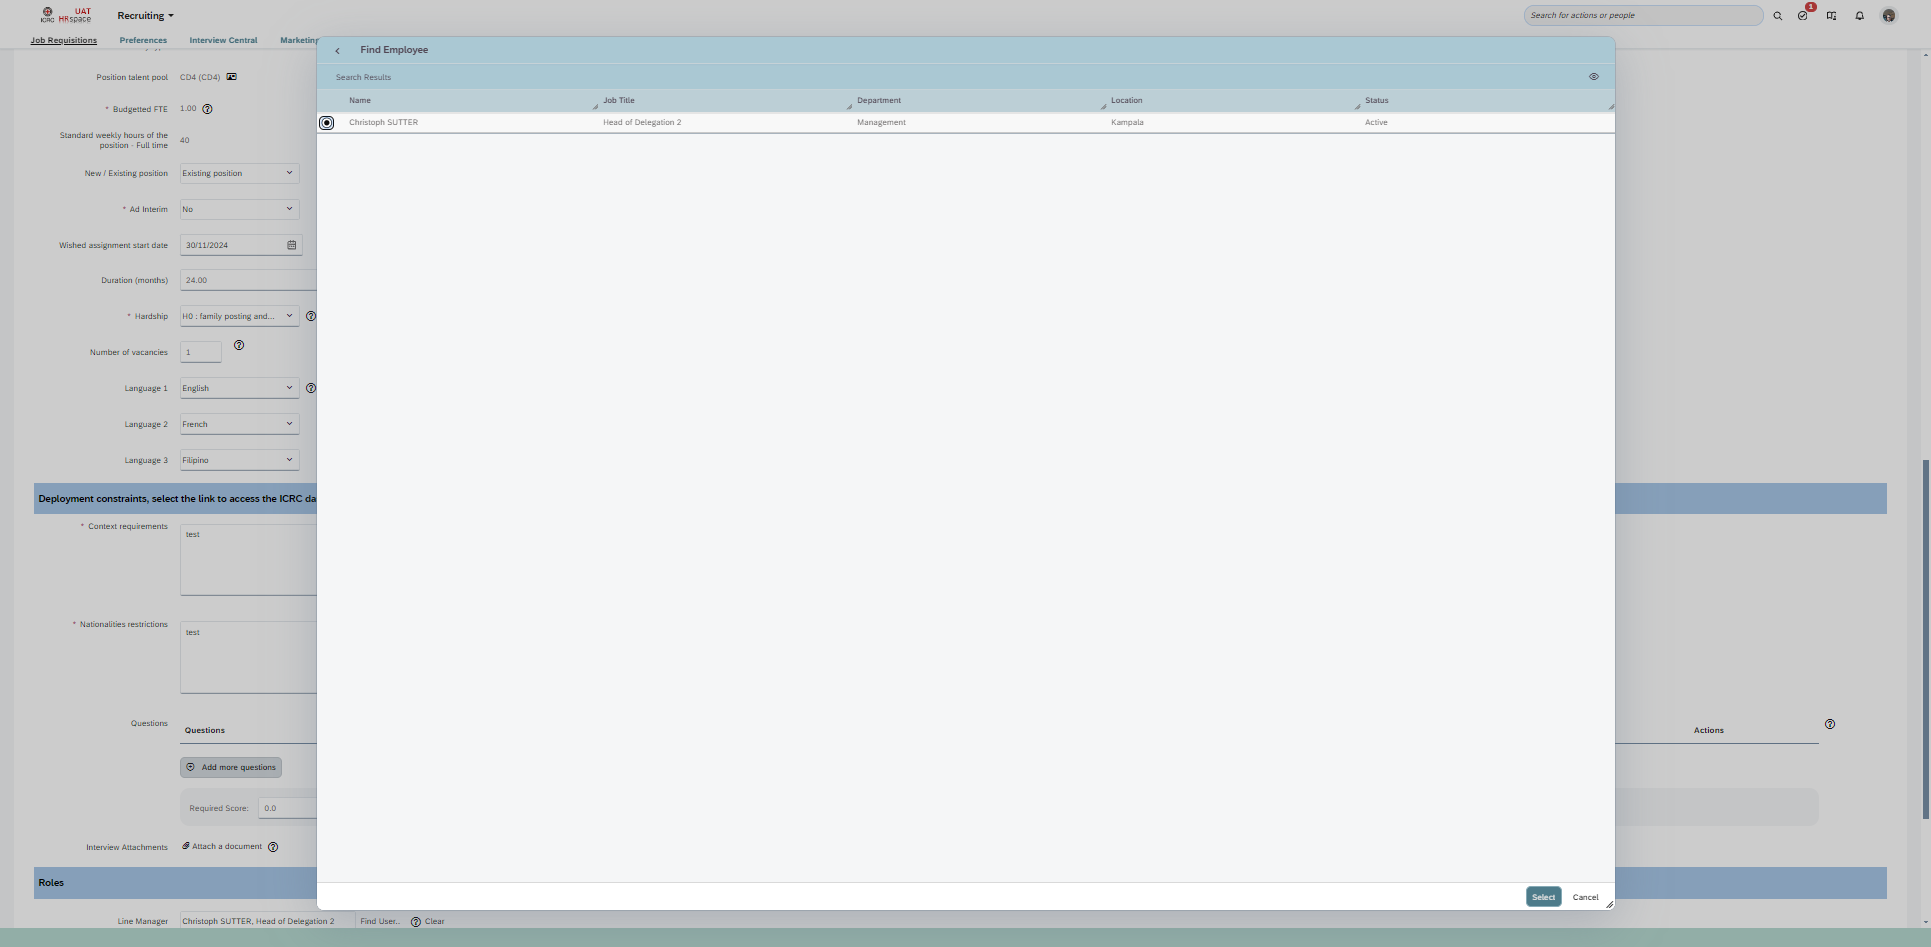 ICRC
UAT
HRspace
Recruiting
Search for actions or people
1
Job Requisitions
Preferences
Interview Central
Marketing
Find Employee
Search Results
Name
Job Title
Department
Location
Status
Christoph SUTTER
Head of Delegation 2
Management
Kampala
Active
Position talent pool
CD4 (CD4)
* Budgetted FTE
1.00
Standard weekly hours of the
position - Full time
40
New / Existing position
Existing position
* Ad Interim
No
Wished assignment start date
30/11/2024
Duration (months)
24.00
* Hardship
H0 : family posting and...
Number of vacancies
1
Language 1
English
Language 2
French
Language 3
Filipino
Deployment constraints, select the link to access the ICRC da
* Context requirements
test
* Nationalities restrictions
test
Questions
Questions
Actions
Add more questions
Required Score:
0.0
Interview Attachments
Attach a document
Roles
Select
Cancel
Line Manager
Christoph SUTTER, Head of Delegation 2
Find User..
Clear